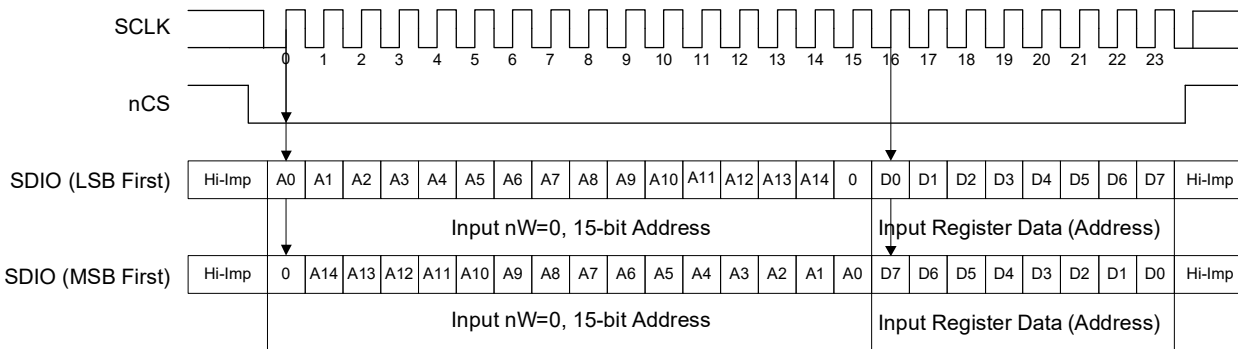 SCLK
0 1 2 3 4 5 6 7 8 9 10 11 12 13 14 15 16 17 18 19 20 21 22 23
nCS
SDIO (LSB First) Hi-Imp A0 A1 A2 A3 A4 A5 A6 A7 A8 A9 A10 A11 A12 A13 A14 0 D0 D1 D2 D3 D4 D5 D6 D7 Hi-Imp
Input nW=0, 15-bit Address Input Register Data (Address)
SDIO (MSB First) Hi-Imp 0 A14 A13 A12 A11 A10 A9 A8 A7 A6 A5 A4 A3 A2 A1 A0 D7 D6 D5 D4 D3 D2 D1 D0 Hi-Imp
Input nW=0, 15-bit Address Input Register Data (Address)